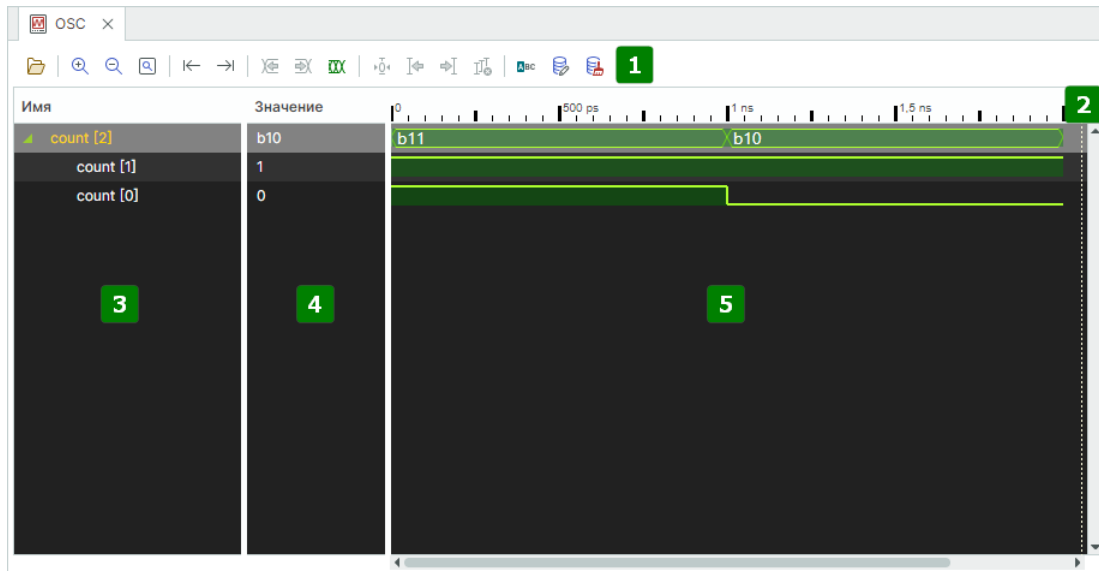 OSC
ABC 1
Имя Значение 0 500 ps 1 ns 1,5 ns 2
count [2] b10 b11 b10
count [1] 1
count [0] 0
3 4 5